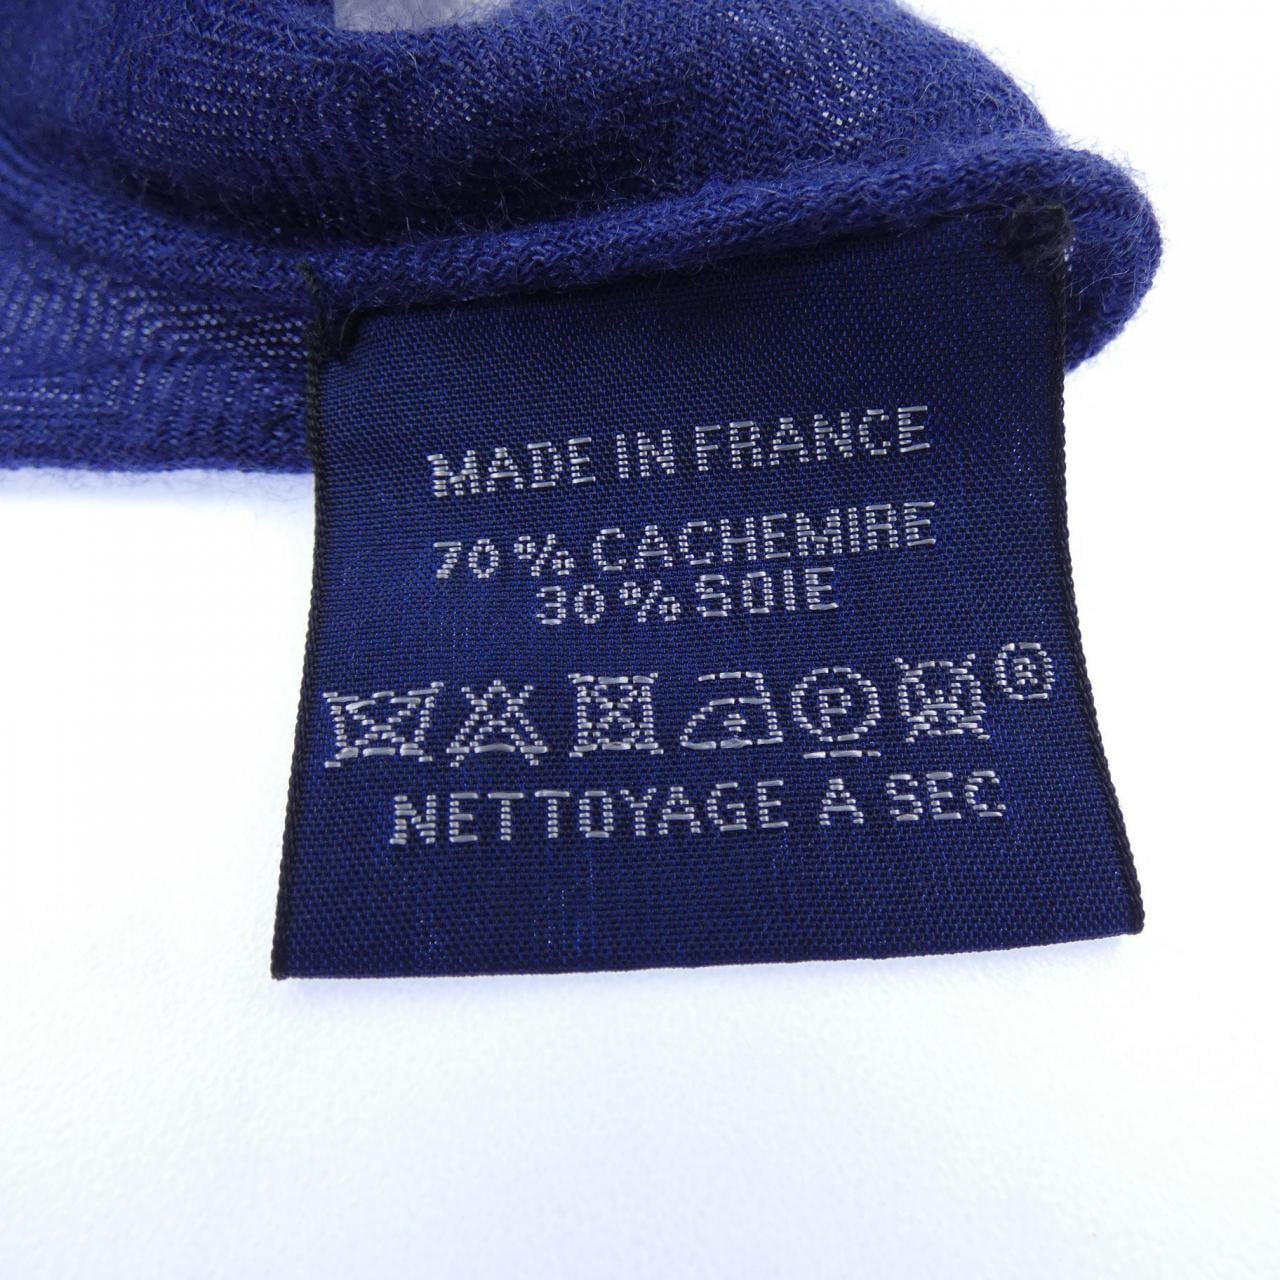 MADE IN FRANCE
70 % CACHEMIRE
30 % SOIE
P W ®
NETTOYAGE A SEC